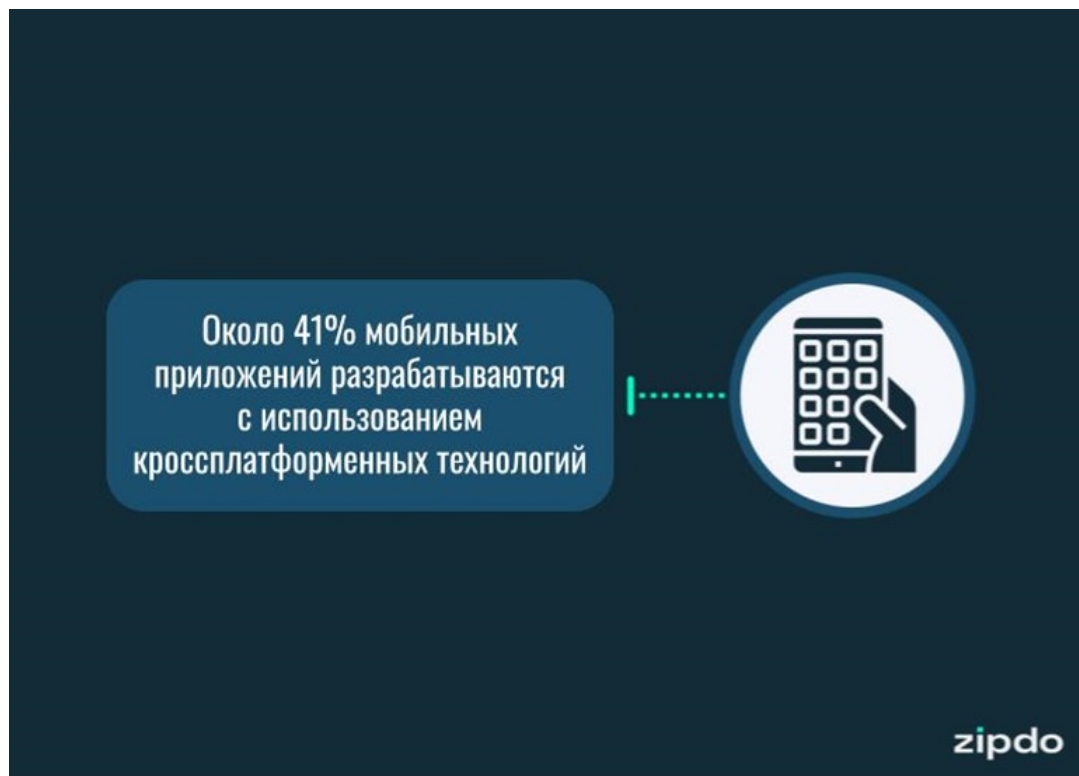 Около 41% мобильных
приложений разрабатываются
с использованием
кроссплатформенных технологий
zipdo